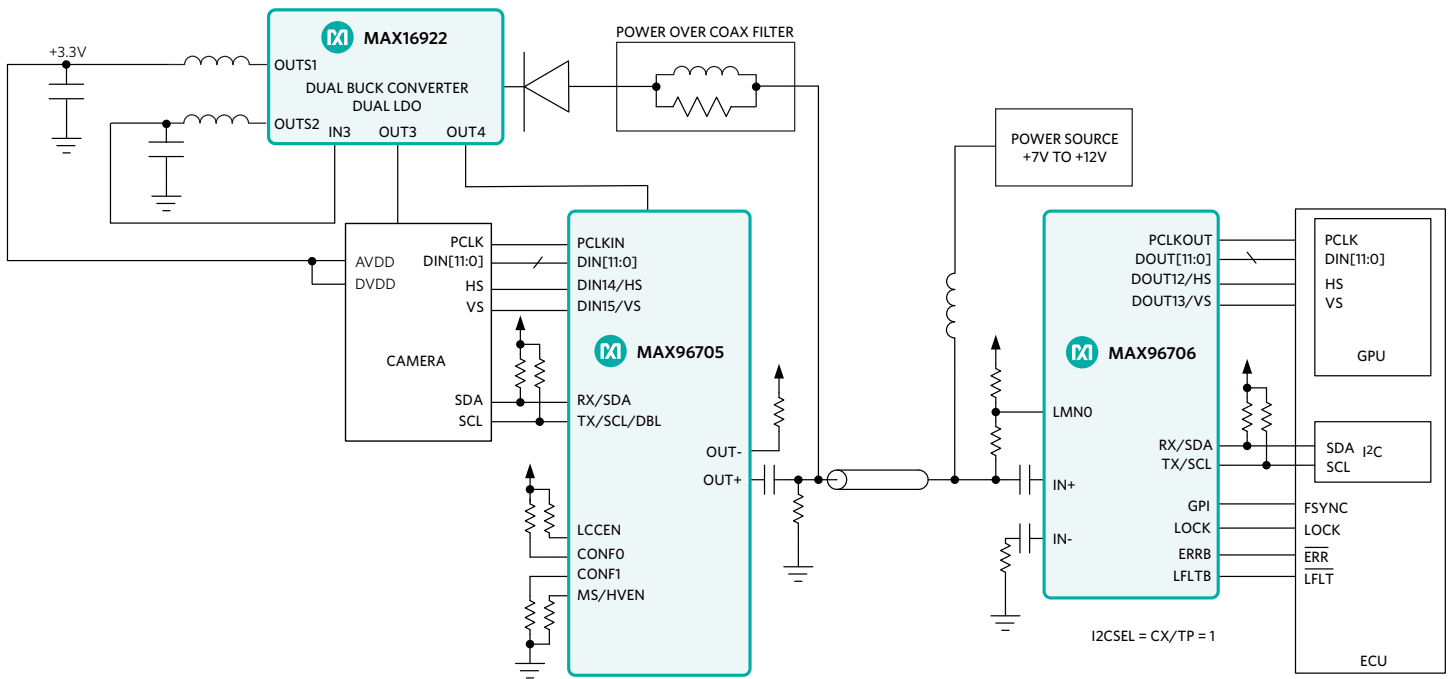 MAX16922
DUAL BUCK CONVERTER
DUAL LDO
OUTS1
OUTS2
IN3
OUT3
OUT4
+3.3V
POWER OVER COAX FILTER
POWER SOURCE
+7V TO +12V
PCLK
DIN[11:0]
HS
VS
AVDD
DVDD
CAMERA
SDA
SCL
PCLKIN
DIN[11:0]
DIN14/HS
DIN15/VS
MAX96705
RX/SDA
TX/SCL/DBL
OUT-
OUT+
LCCEN
CONF0
CONF1
MS/HVEN
PCLKOUT
DOUT[11:0]
DOUT12/HS
DOUT13/VS
MAX96706
LMN0
RX/SDA
TX/SCL
IN+
IN-
GPI
LOCK
ERRB
LFLTB
I2CSEL = CX/TP = 1
PCLK
DIN[11:0]
HS
VS
GPU
SDA
I²C
SCL
FSYNC
LOCK
ERR
LFLT
ECU